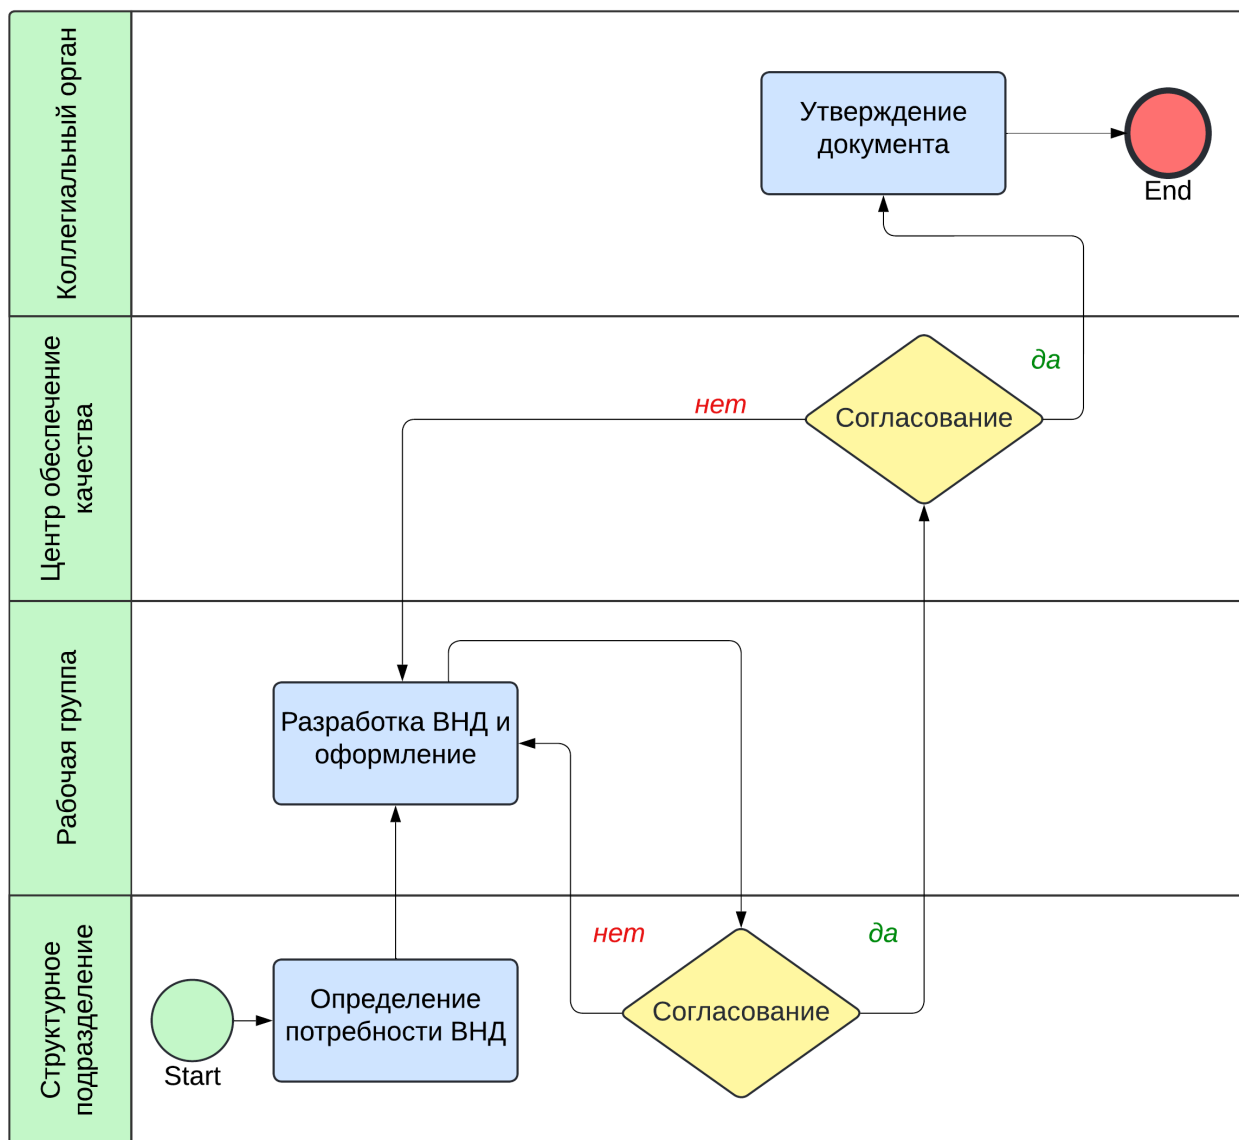 Коллегиальный орган
Утверждение
документа
End
Центр обеспечение
качества
нет
Согласование
да
Рабочая группа
Разработка ВНД и
оформление
Структурное
подразделение
Start
Определение
потребности ВНД
нет
Согласование
да